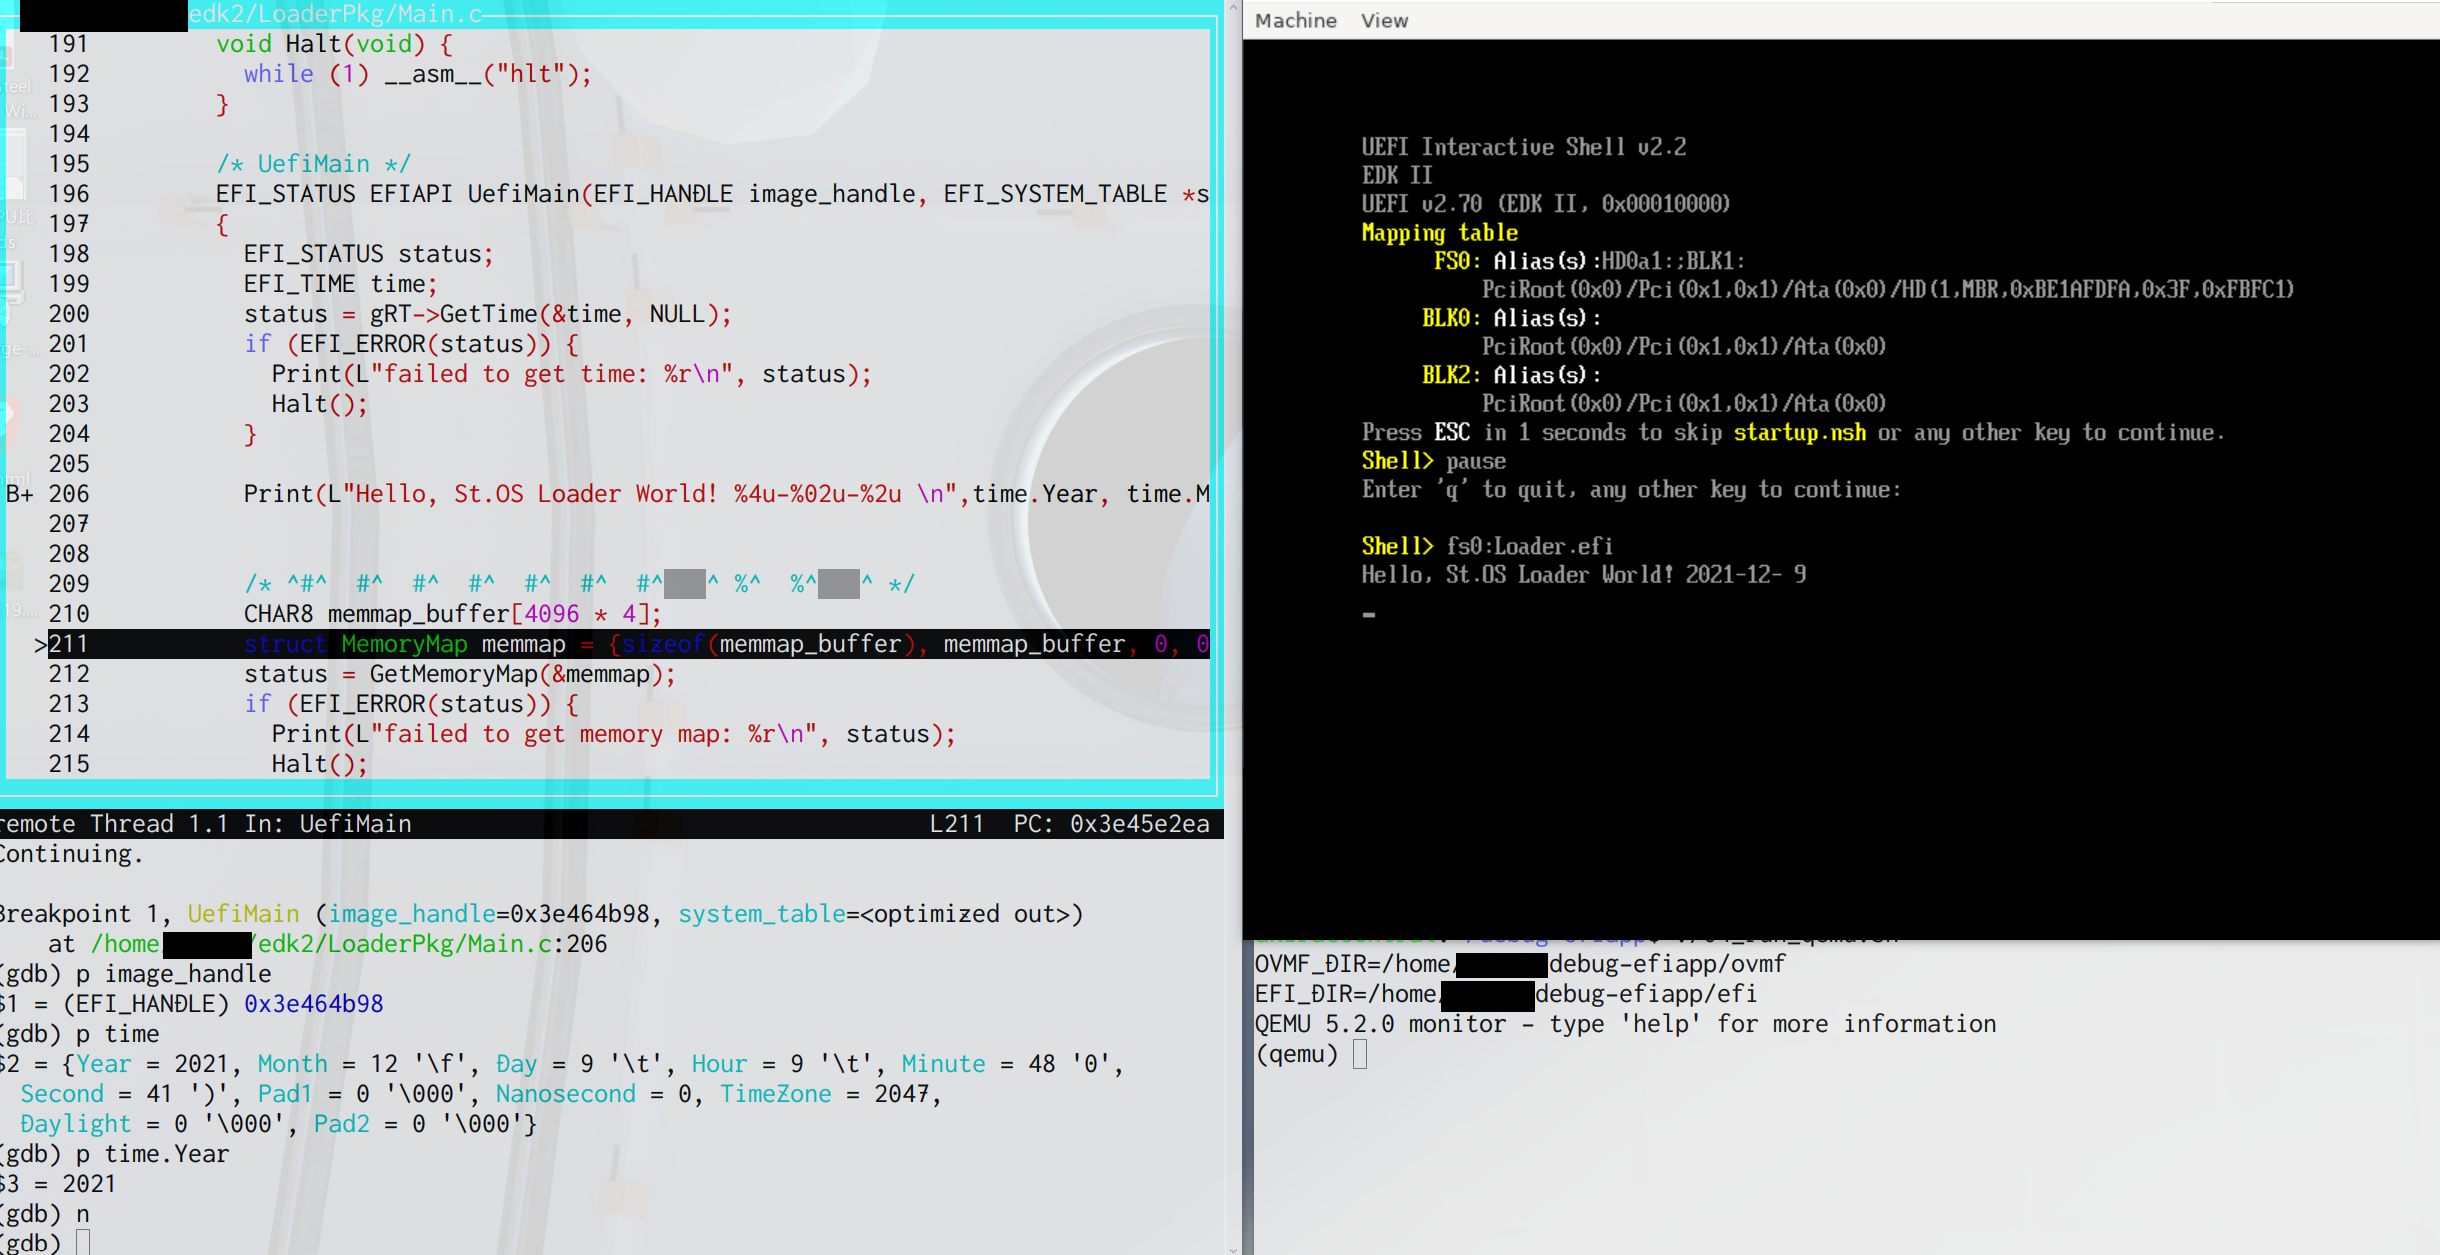 edk2/LoaderPkg/Main.c
191 void Halt(void) {
192 while (1) __asm__("hlt");
193 }
194
195 /* UefiMain */
196 EFI_STATUS EFIAPI UefiMain(EFI_HANDLE image_handle, EFI_SYSTEM_TABLE *s
197 {
198 EFI_STATUS status;
199 EFI_TIME time;
200 status = gRT->GetTime(&time, NULL);
201 if (EFI_ERROR(status)) {
202 Print(L"failed to get time: %r\n", status);
203 Halt();
204 }
205
B+ 206 Print(L"Hello, St.OS Loader World! %4u-%02u-%2u \n",time.Year, time.M
207
208
209 /* ^#^ #^ #^ #^ #^ #^ #^ ^ %^ %^ ^ */
210 CHAR8 memmap_buffer[4096 * 4];
>211 struct MemoryMap memmap = {sizeof(memmap_buffer), memmap_buffer, 0, 0
212 status = GetMemoryMap(&memmap);
213 if (EFI_ERROR(status)) {
214 Print(L"failed to get memory map: %r\n", status);
215 Halt();
remote Thread 1.1 In: UefiMain L211 PC: 0x3e45e2ea
Continuing.
Breakpoint 1, UefiMain (image_handle=0x3e464b98, system_table=<optimized out>)
at /home /edk2/LoaderPkg/Main.c:206
(gdb) p image_handle
$1 = (EFI_HANDLE) 0x3e464b98
(gdb) p time
$2 = {Year = 2021, Month = 12 '\f', Day = 9 '\t', Hour = 9 '\t', Minute = 48 '0',
Second = 41 ')', Pad1 = 0 '\000', Nanosecond = 0, TimeZone = 2047,
Daylight = 0 '\000', Pad2 = 0 '\000'}
(gdb) p time.Year
$3 = 2021
(gdb) n
(gdb)
Machine View
UEFI Interactive Shell v2.2
EDK II
UEFI v2.70 (EDK II, 0x00010000)
Mapping table
FS0: Alias(s):HD0a1:;BLK1:
PciRoot(0x0)/Pci(0x1,0x1)/Ata(0x0)/HD(1,MBR,0xBE1AFDFA,0x3F,0xFBFC1)
BLK0: Alias(s):
PciRoot(0x0)/Pci(0x1,0x1)/Ata(0x0)
BLK2: Alias(s):
PciRoot(0x0)/Pci(0x1,0x1)/Ata(0x0)
Press ESC in 1 seconds to skip startup.nsh or any other key to continue.
Shell> pause
Enter 'q' to quit, any other key to continue:
Shell> fs0:Loader.efi
Hello, St.OS Loader World! 2021-12- 9
OVMF_DIR=/home/ debug-efiapp/ovmf
EFI_DIR=/home/ debug-efiapp/efi
QEMU 5.2.0 monitor - type 'help' for more information
(qemu)